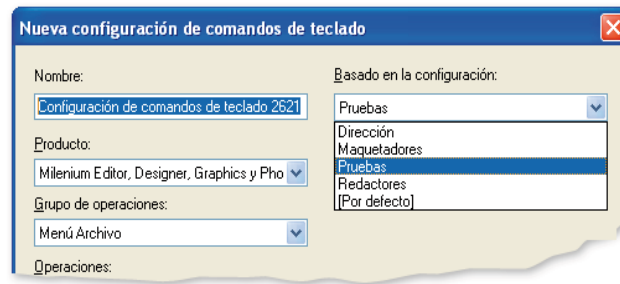 Nueva configuración de comandos de teclado
Nombre:
Configuración de comandos de teclado 2621
Producto:
Milenium Editor, Designer, Graphics y Pho
Grupo de operaciones:
Menú Archivo
Operaciones:
Basado en la configuración:
Pruebas
Dirección
Maquetadores
Pruebas
Redactores
[Por defecto]